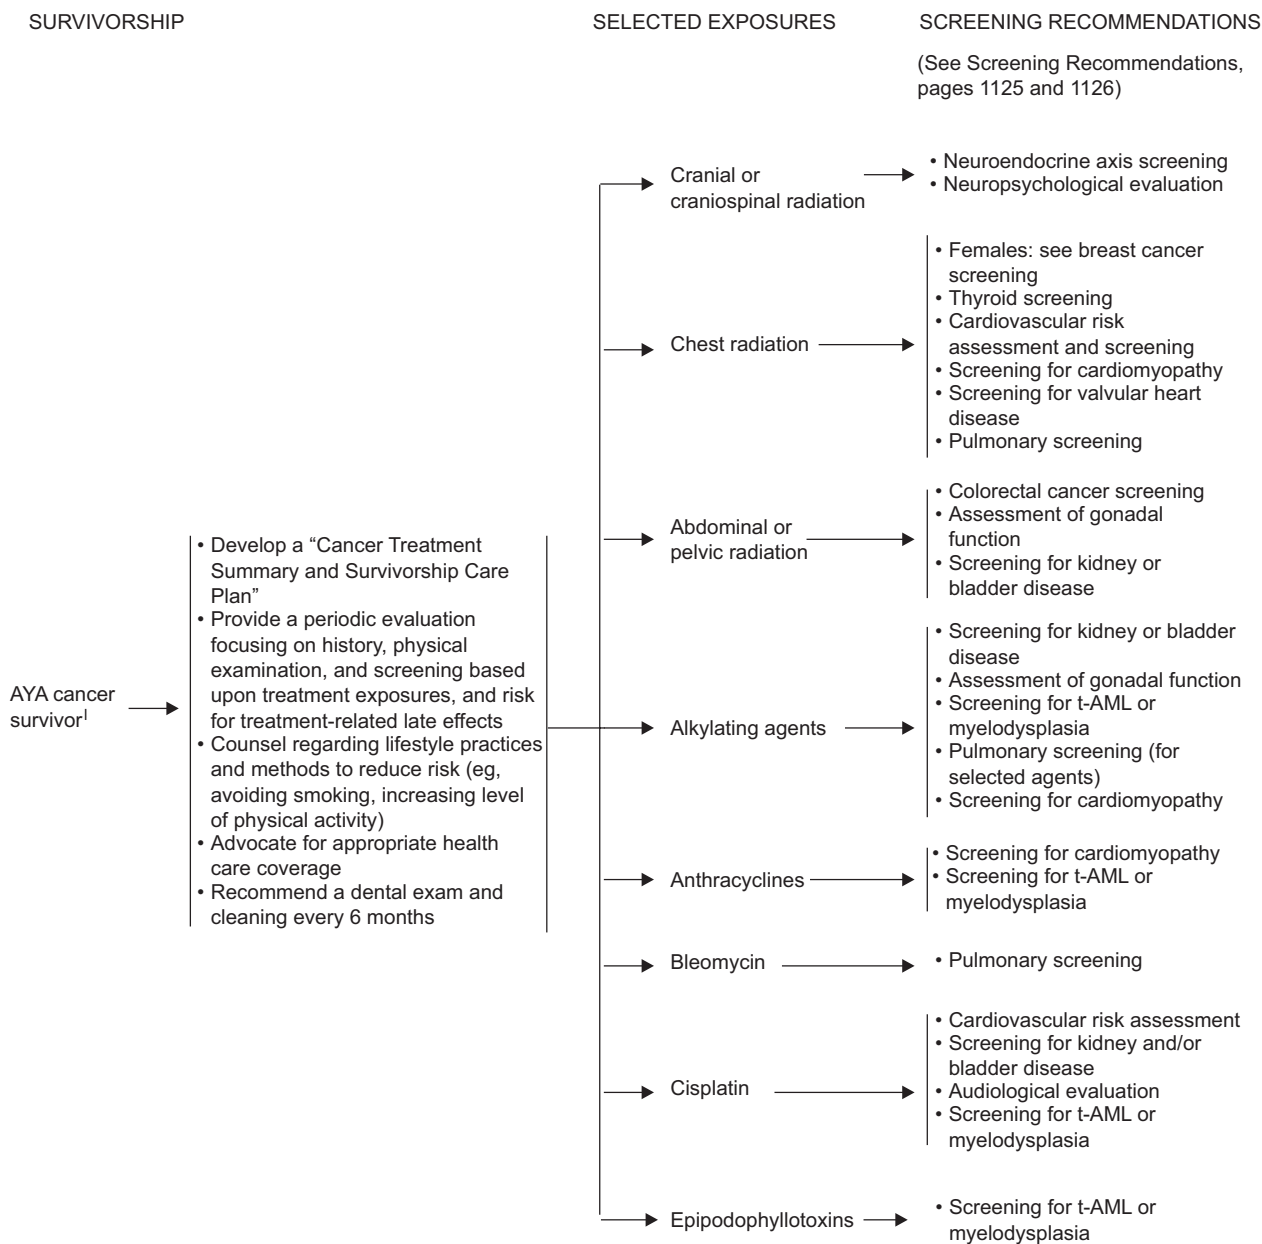 SURVIVORSHIP
SELECTED EXPOSURES
SCREENING RECOMMENDATIONS
(See Screening Recommendations,
pages 1125 and 1126)
AYA cancer
survivor^l
• Develop a “Cancer Treatment
Summary and Survivorship Care
Plan”
• Provide a periodic evaluation
focusing on history, physical
examination, and screening based
upon treatment exposures, and risk
for treatment-related late effects
• Counsel regarding lifestyle practices
and methods to reduce risk (eg,
avoiding smoking, increasing level
of physical activity)
• Advocate for appropriate health
care coverage
• Recommend a dental exam and
cleaning every 6 months
Cranial or
craniospinal radiation
• Neuroendocrine axis screening
• Neuropsychological evaluation
Chest radiation
• Females: see breast cancer
screening
• Thyroid screening
• Cardiovascular risk
assessment and screening
• Screening for cardiomyopathy
• Screening for valvular heart
disease
• Pulmonary screening
Abdominal or
pelvic radiation
• Colorectal cancer screening
• Assessment of gonadal
function
• Screening for kidney or
bladder disease
Alkylating agents
• Screening for kidney or bladder
disease
• Assessment of gonadal function
• Screening for t-AML or
myelodysplasia
• Pulmonary screening (for
selected agents)
• Screening for cardiomyopathy
Anthracyclines
• Screening for cardiomyopathy
• Screening for t-AML or
myelodysplasia
Bleomycin
• Pulmonary screening
Cisplatin
• Cardiovascular risk assessment
• Screening for kidney and/or
bladder disease
• Audiological evaluation
• Screening for t-AML or
myelodysplasia
Epipodophyllotoxins
• Screening for t-AML or
myelodysplasia